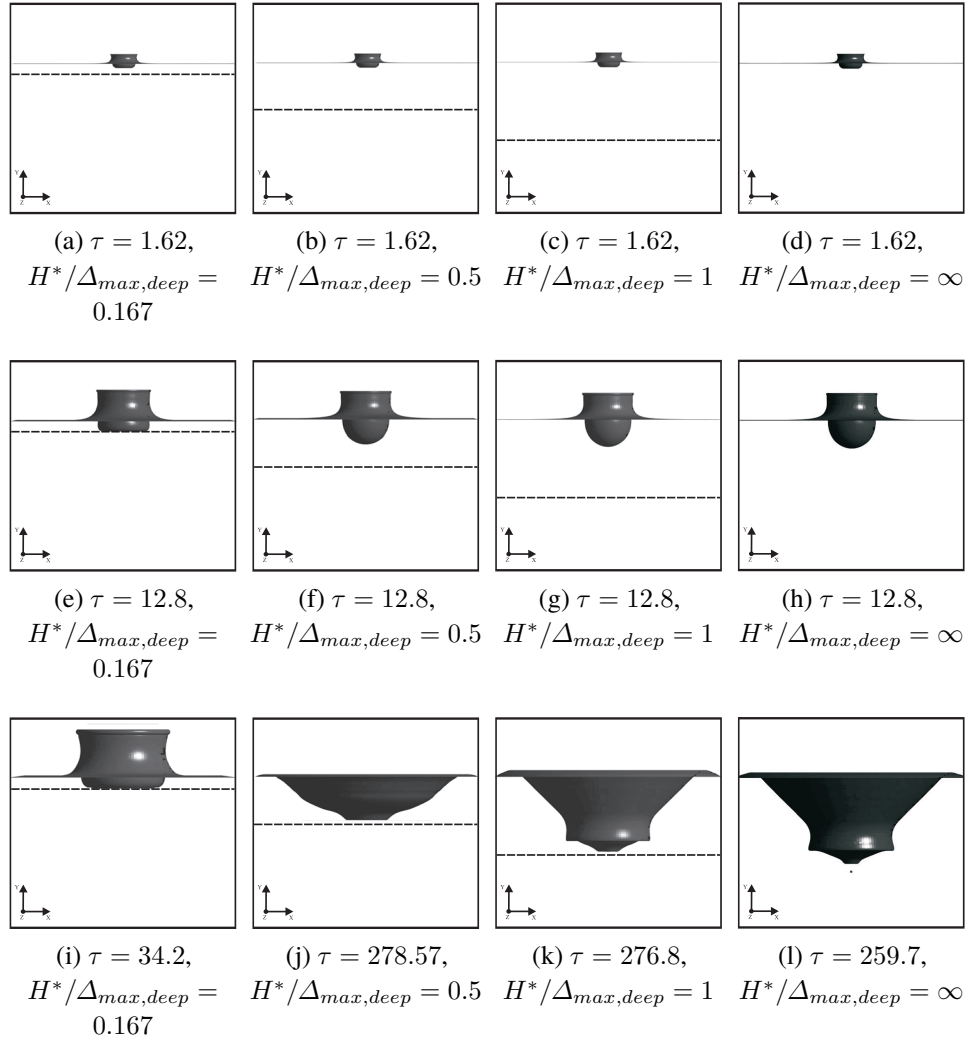 Y
Z
X
Y
Z
X
Y
Z
X
Y
Z
X
(a) τ = 1.62,
H*/Δmax,deep =
0.167
(b) τ = 1.62,
H*/Δmax,deep = 0.5
(c) τ = 1.62,
H*/Δmax,deep = 1
(d) τ = 1.62,
H*/Δmax,deep = ∞
Y
Z
X
Y
Z
X
Y
Z
X
Y
Z
X
(e) τ = 12.8,
H*/Δmax,deep =
0.167
(f) τ = 12.8,
H*/Δmax,deep = 0.5
(g) τ = 12.8,
H*/Δmax,deep = 1
(h) τ = 12.8,
H*/Δmax,deep = ∞
Y
Z
X
Y
Z
X
Y
Z
X
Y
Z
X
(i) τ = 34.2,
H*/Δmax,deep =
0.167
(j) τ = 278.57,
H*/Δmax,deep = 0.5
(k) τ = 276.8,
H*/Δmax,deep = 1
(l) τ = 259.7,
H*/Δmax,deep = ∞